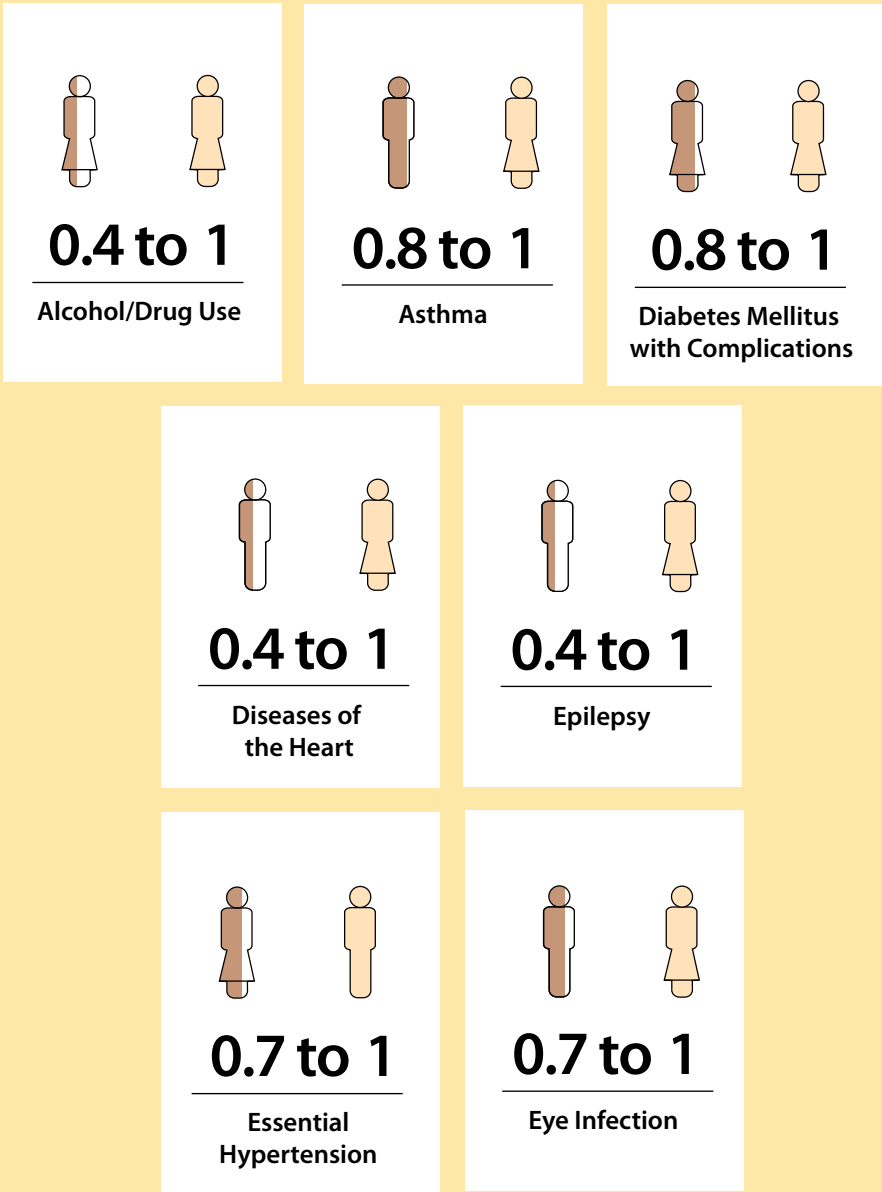 0.4 to 1
Alcohol/Drug Use
0.8 to 1
Asthma
0.8 to 1
Diabetes Mellitus
with Complications
0.4 to 1
Diseases of
the Heart
0.4 to 1
Epilepsy
0.7 to 1
Essential
Hypertension
0.7 to 1
Eye Infection